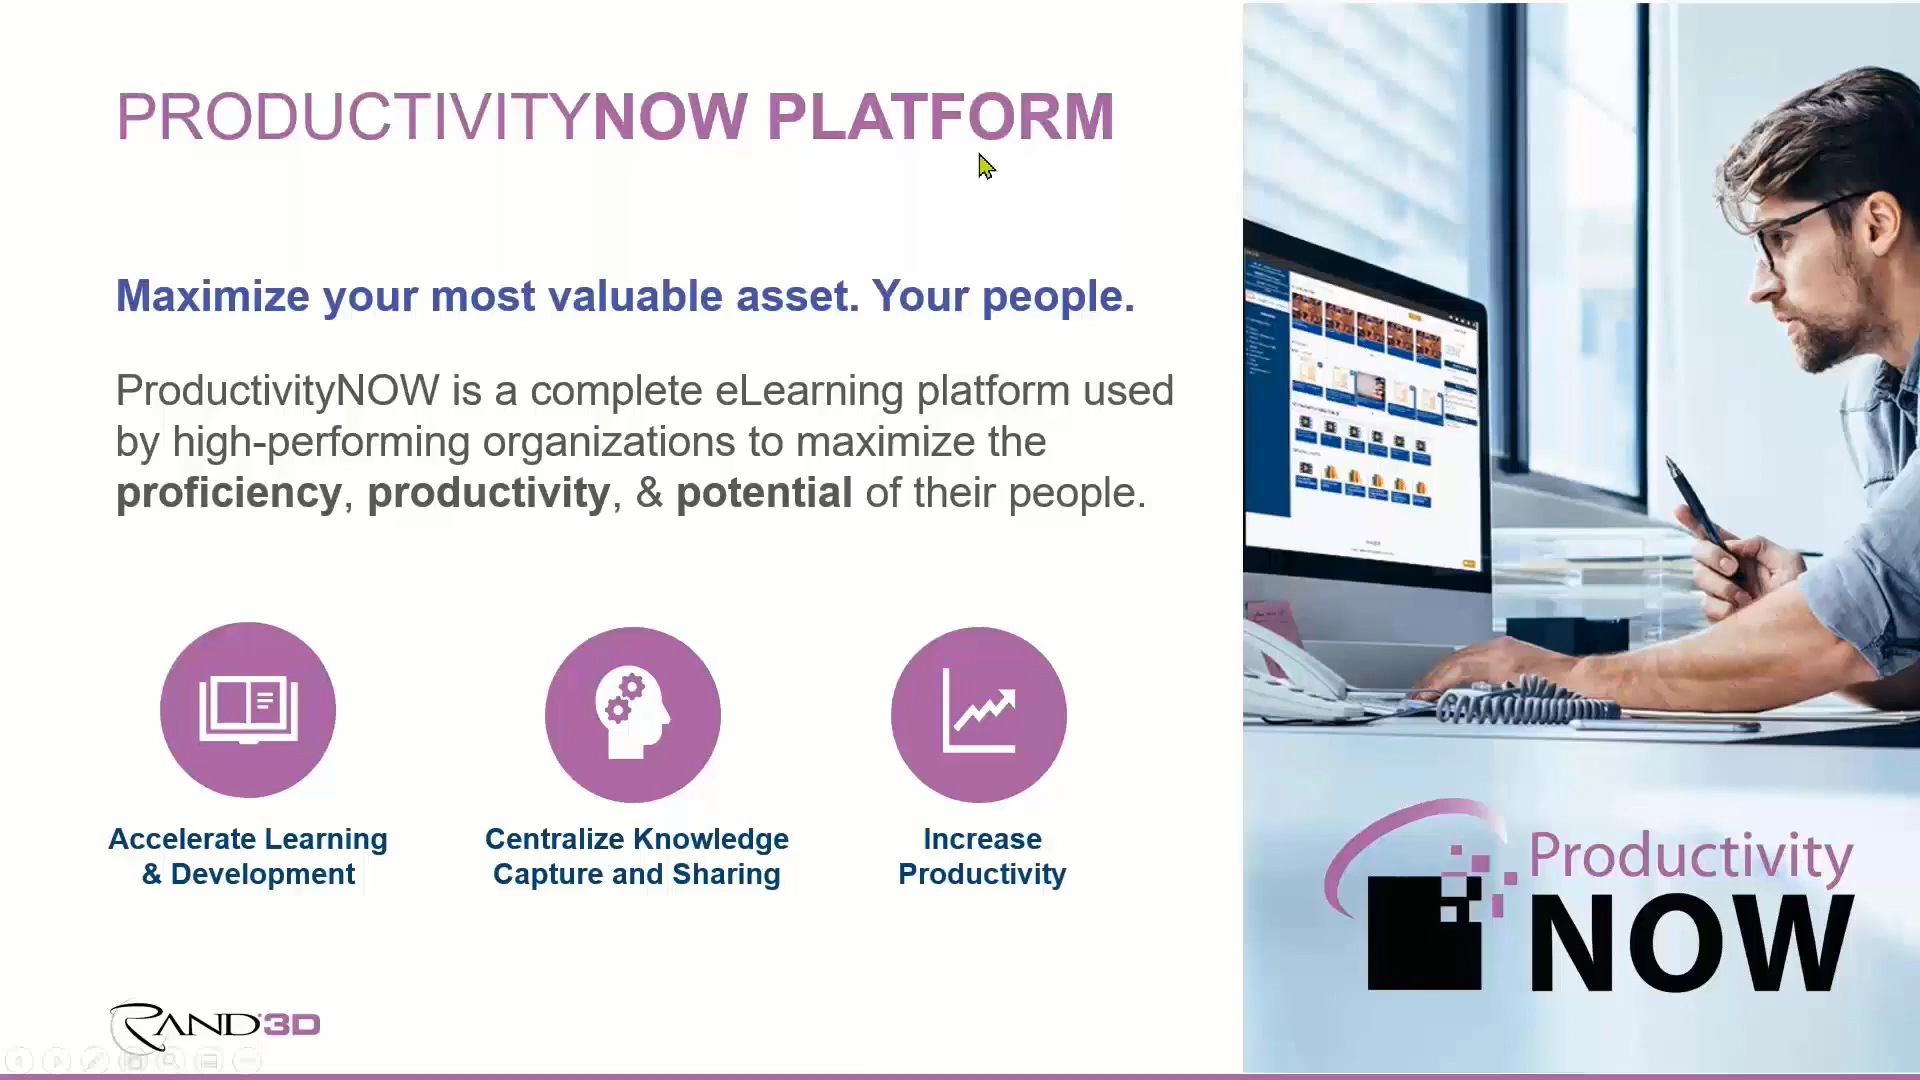 PRODUCTIVITYNOW PLATFORM
Maximize your most valuable asset. Your people.
ProductivityNOW is a complete eLearning platform used
by high-performing organizations to maximize the
proficiency, productivity, & potential of their people.
Accelerate Learning
& Development
Centralize Knowledge
Capture and Sharing
Increase
Productivity
Productivity
NOW
RAND 3D